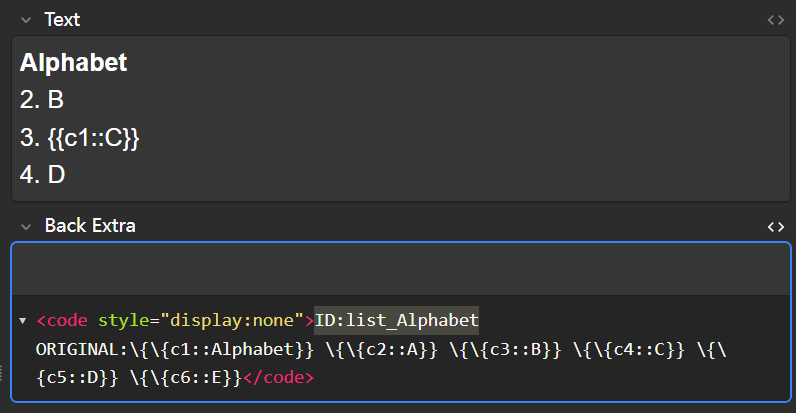 Text
Alphabet
2. B
3. {{c1::C}}
4. D
Back Extra
<code style="display:none">ID:list_Alphabet
ORIGINAL:\{\{c1::Alphabet}} \{\{c2::A}} \{\{c3::B}} \{\{c4::C}} \{\
{c5::D}} \{\{c6::E}}</code>